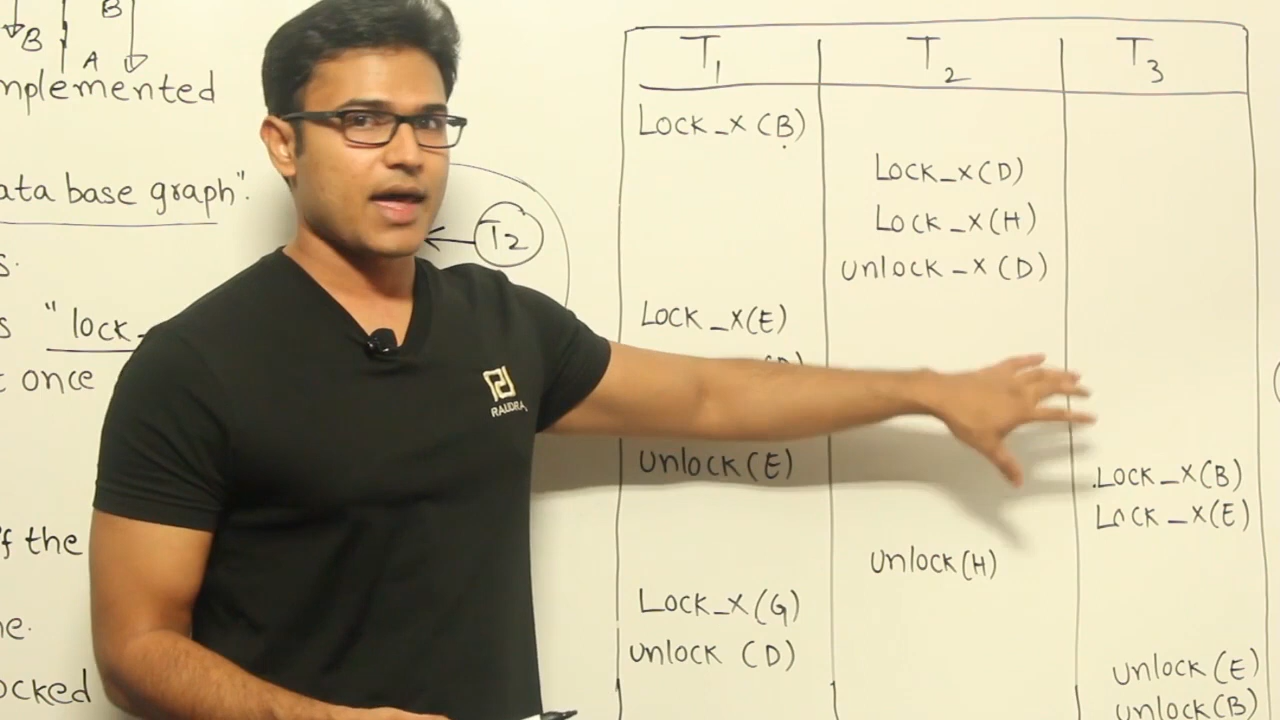 B
B
A
mplemented
ata base graph".
s.
s "lock-
t once
f the
e.
ocked
T2
RAUDRA
T1 T2 T3
Lock_X(B)
Lock_X(D)
Lock_X(H)
Unlock_X(D)
Lock_X(E)
Unlock(E)
Lock_X(B)
Lock_X(E)
Unlock(H)
Lock_X(G)
Unlock (D)
Unlock(E)
Unlock(B)